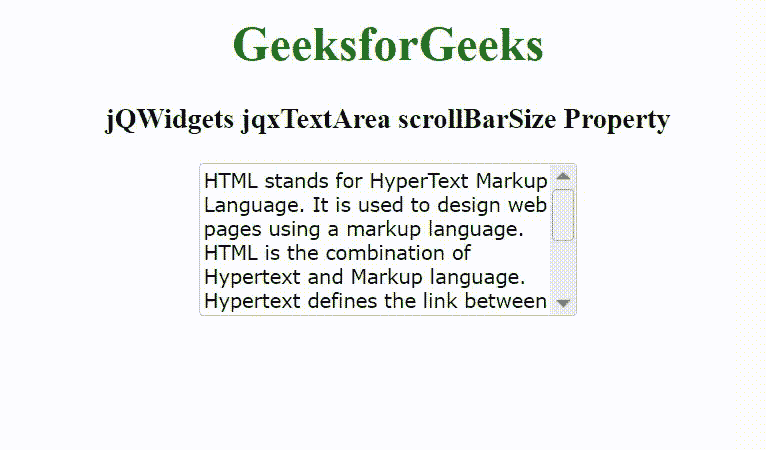 GeeksforGeeks
jQWidgets jqxTextArea scrollBarSize Property
HTML stands for HyperText Markup
Language. It is used to design web
pages using a markup language.
HTML is the combination of
Hypertext and Markup language.
Hypertext defines the link between